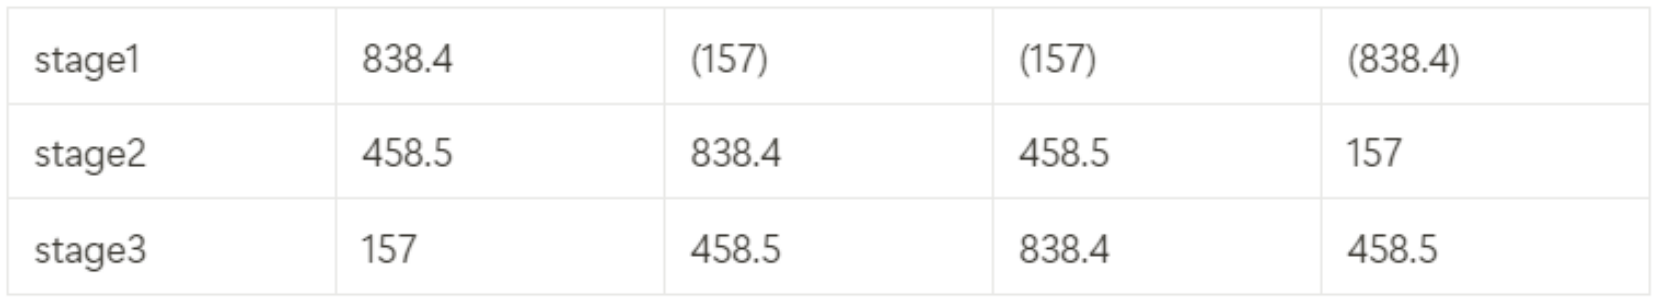 stage1 838.4 (157) (157) (838.4)
stage2 458.5 838.4 458.5 157
stage3 157 458.5 838.4 458.5